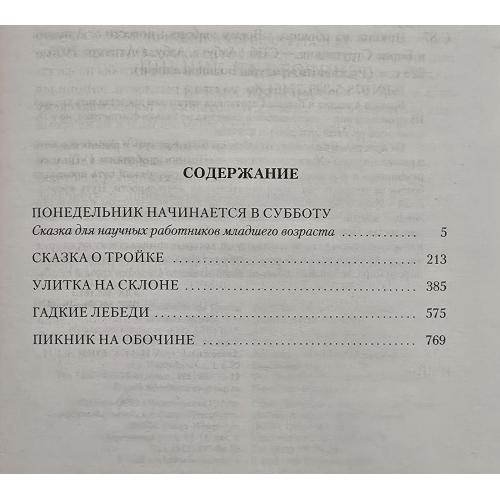 СОДЕРЖАНИЕ
ПОНЕДЕЛЬНИК НАЧИНАЕТСЯ В СУББОТУ
Сказка для научных работников младшего возраста . . . . . . . . . . . . . 5
СКАЗКА О ТРОЙКЕ . . . . . . . . . . . . . . . . . . . . . . . . . . . . . . . . . . . . 213
УЛИТКА НА СКЛОНЕ . . . . . . . . . . . . . . . . . . . . . . . . . . . . . . . . . . 385
ГАДКИЕ ЛЕБЕДИ . . . . . . . . . . . . . . . . . . . . . . . . . . . . . . . . . . . . . . 575
ПИКНИК НА ОБОЧИНЕ . . . . . . . . . . . . . . . . . . . . . . . . . . . . . . . 769